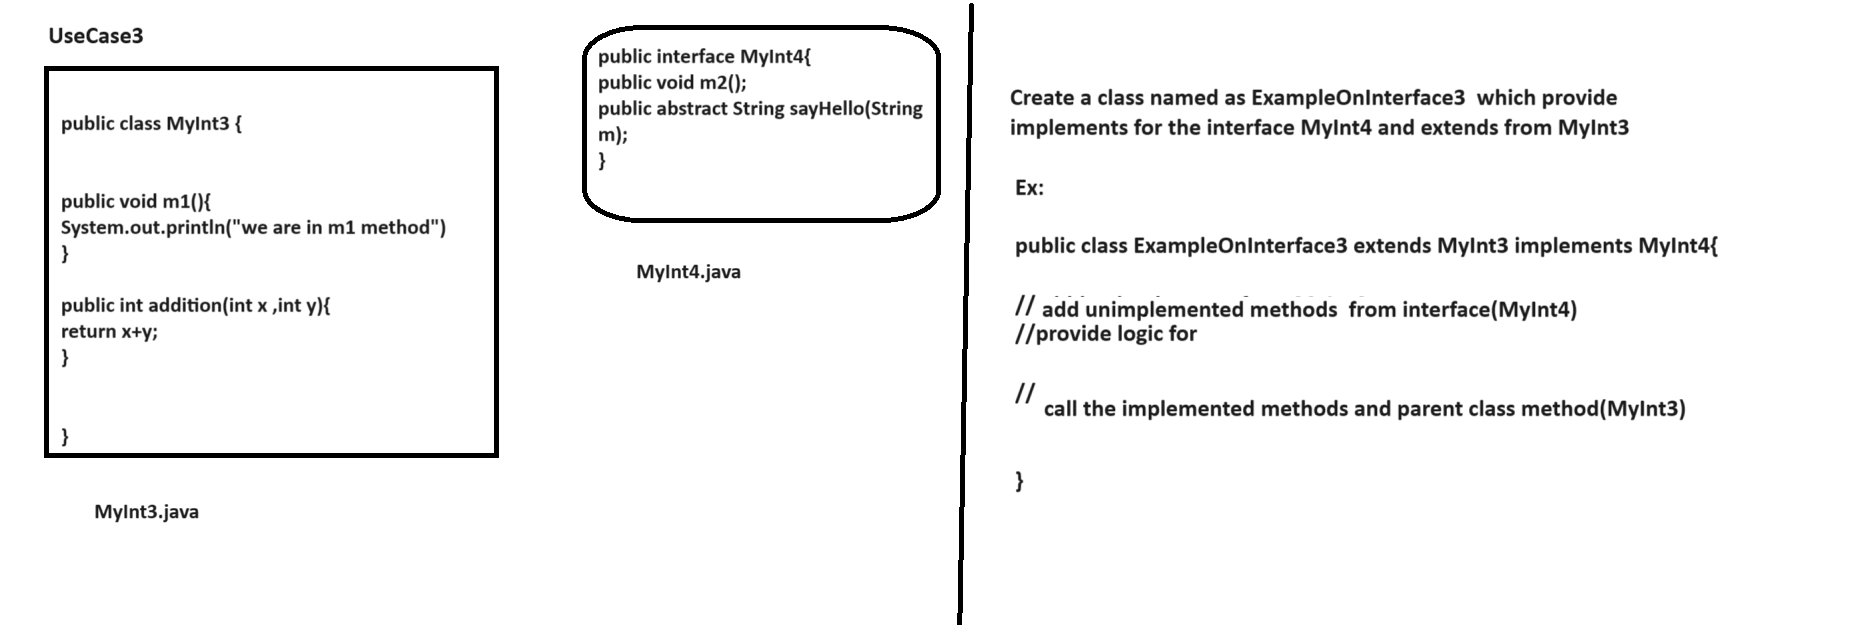 UseCase3
public class MyInt3 {
public void m1(){
System.out.println("we are in m1 method")
}
public int addition(int x ,int y){
return x+y;
}
}
MyInt3.java
public interface MyInt4{
public void m2();
public abstract String sayHello(String
m);
}
MyInt4.java
Create a class named as ExampleOnInterface3 which provide
implements for the interface MyInt4 and extends from MyInt3
Ex:
public class ExampleOnInterface3 extends MyInt3 implements MyInt4{
// add unimplemented methods from interface(MyInt4)
//provide logic for
//
call the implemented methods and parent class method(MyInt3)
}